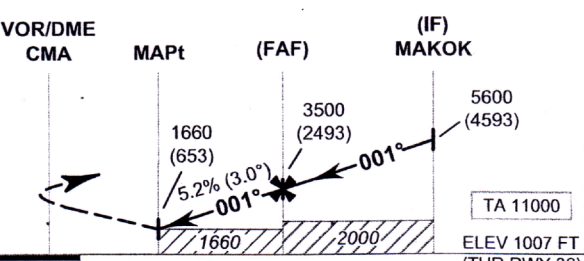 VOR/DME
CMA
MAPt
(FAF)
(IF)
MAKOK
3500
(2493)
5600
(4593)
1660
(653)
5.2% (3.0°)
001°
001°
1660
2000
TA 11000
ELEV 1007 FT